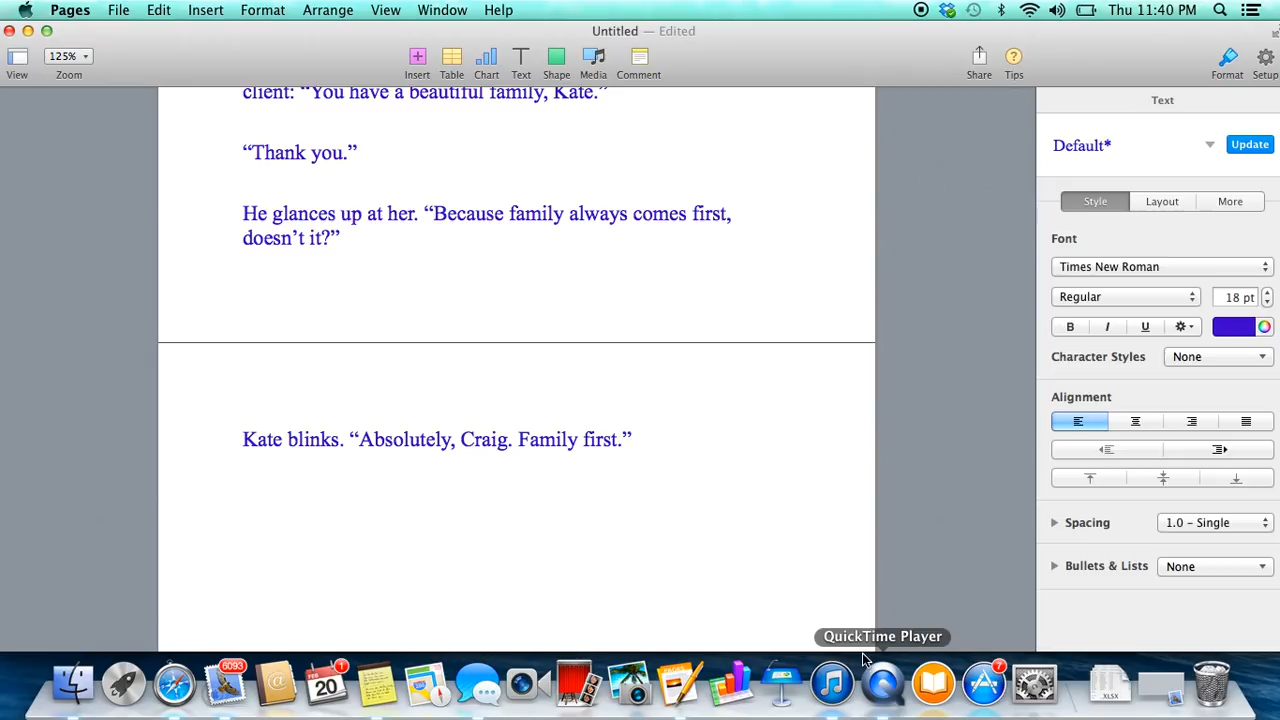 Pages File Edit Insert Format Arrange View Window Help Thu 11:40 PM
Untitled — Edited
125%
View Zoom Insert Table Chart Text Shape Media Comment Share Tips Format Setup
Text
client: “You have a beautiful family, Kate.”
“Thank you.”
He glances up at her. “Because family always comes first,
doesn’t it?”
Kate blinks. “Absolutely, Craig. Family first.”
Default*
Update
Style Layout More
Font
Times New Roman
Regular 18 pt
B I U
Character Styles None
Alignment
Spacing 1.0 – Single
Bullets & Lists None
QuickTime Player
6093
1
20
7
.XLSX